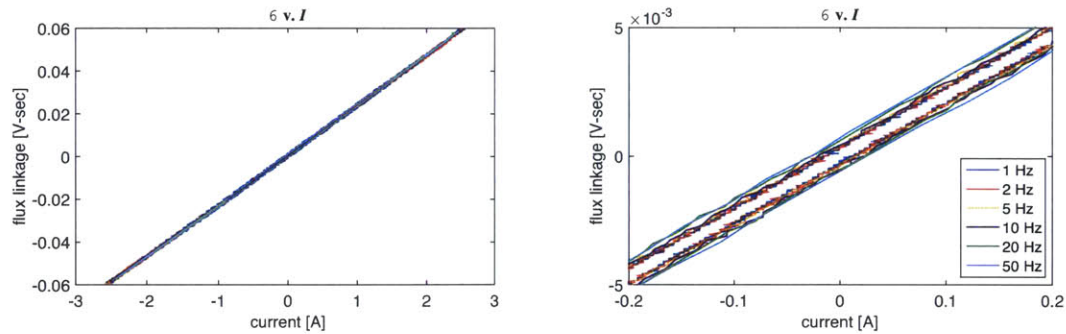 6 v. I
0.06
0.04
0.02
0
-0.02
-0.04
-0.06
-3
-2
-1
0
1
2
3
flux linkage [V-sec]
current [A]
6 v. I
×10⁻³
5
0
-5
-0.2
-0.1
0
0.1
0.2
flux linkage [V-sec]
current [A]
1 Hz
2 Hz
5 Hz
10 Hz
20 Hz
50 Hz